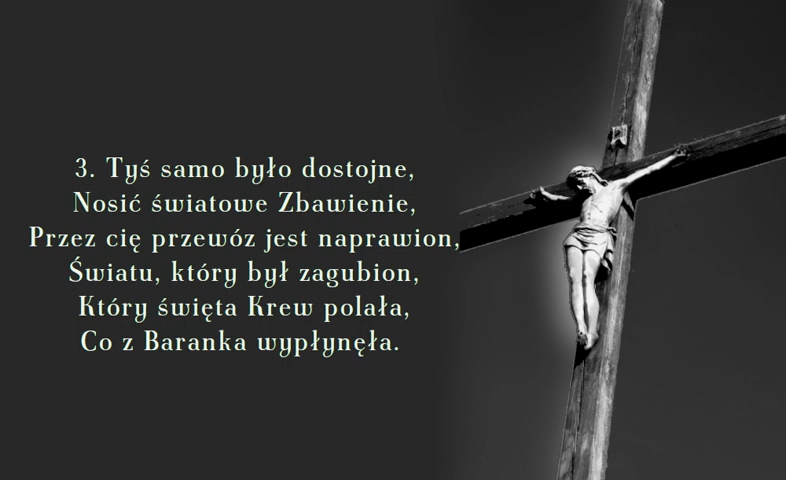 3. Tyś samo było dostojne,
Nosić światowe Zbawienie,
Przez cię przewóz jest naprawion,
Światu, który był zagubion,
Który święta Krew polała,
Co z Baranka wypłynęła.